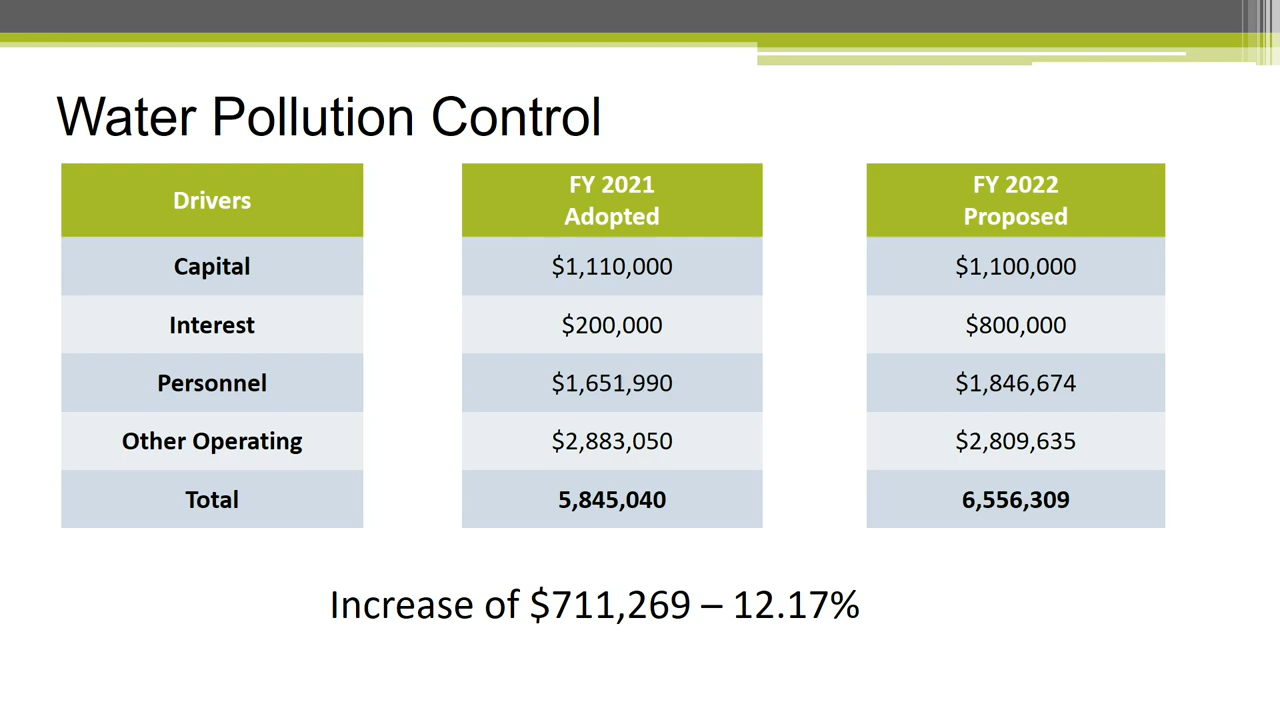 Water Pollution Control
Drivers
FY 2021
Adopted
FY 2022
Proposed
Capital
$1,110,000
$1,100,000
Interest
$200,000
$800,000
Personnel
$1,651,990
$1,846,674
Other Operating
$2,883,050
$2,809,635
Total
5,845,040
6,556,309
Increase of $711,269 – 12.17%